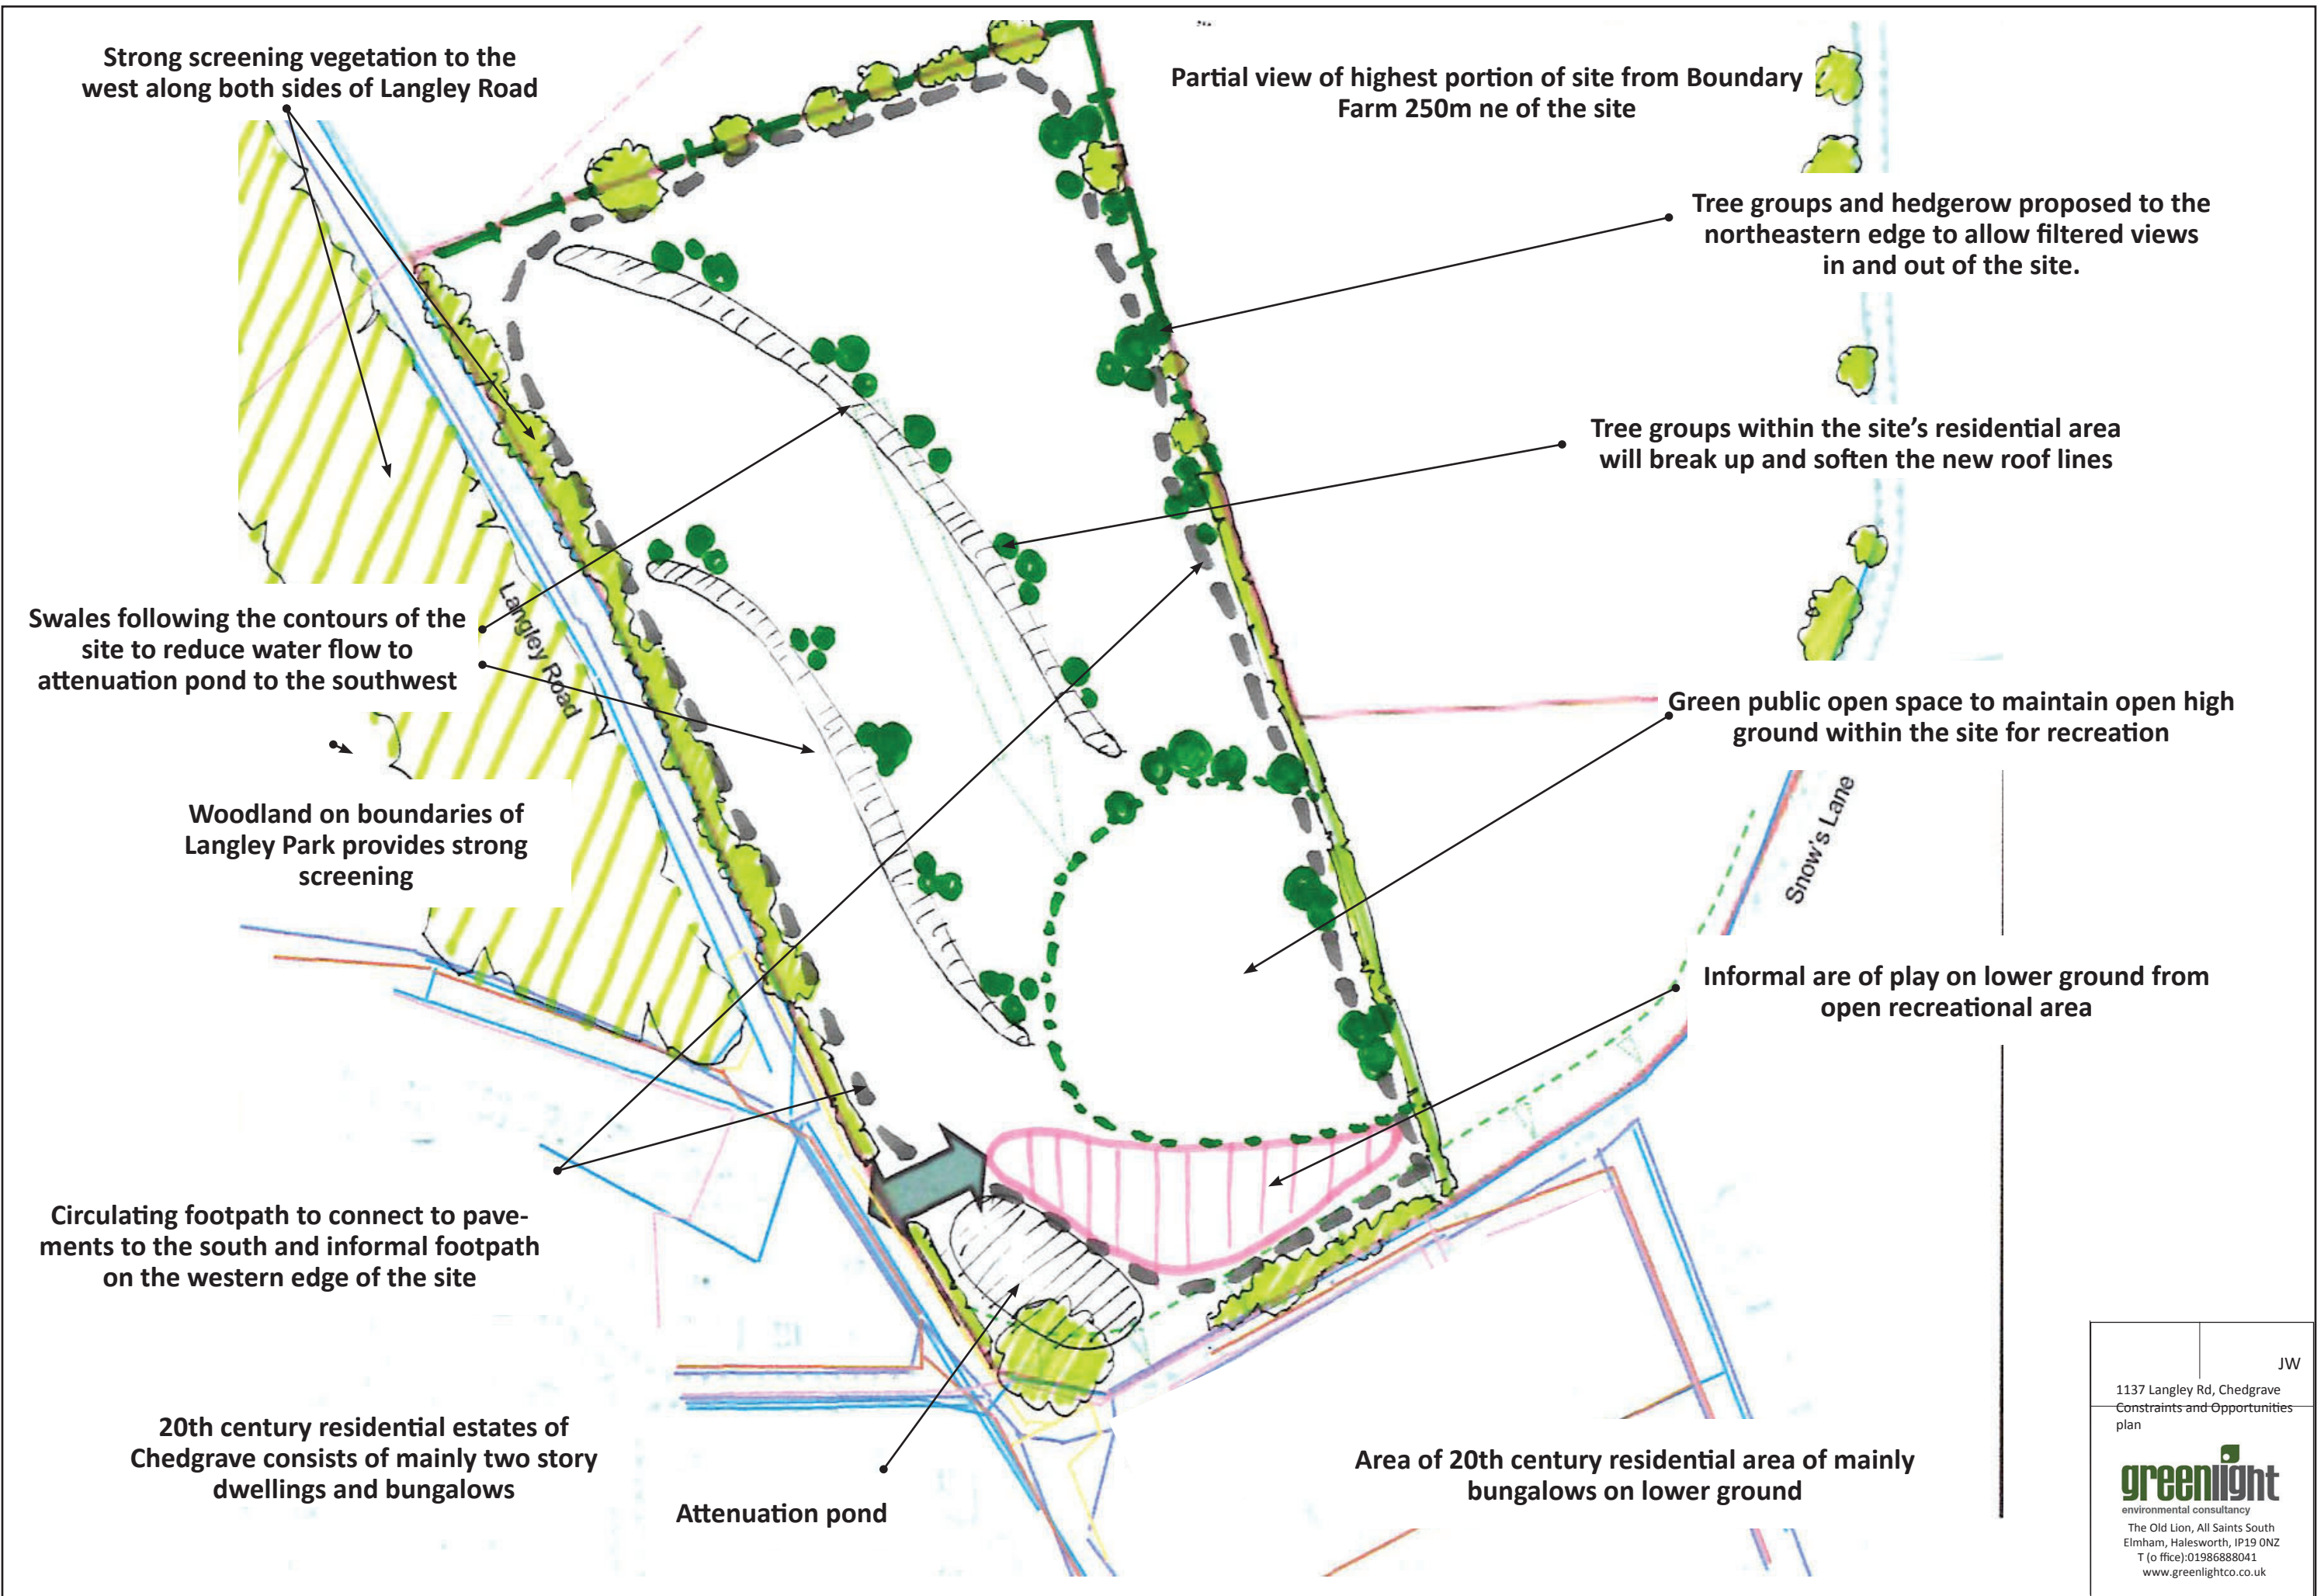 Strong screening vegetation to the
west along both sides of Langley Road
Partial view of highest portion of site from Boundary
Farm 250m ne of the site
Tree groups and hedgerow proposed to the
northeastern edge to allow filtered views
in and out of the site.
Tree groups within the site's residential area
will break up and soften the new roof lines
Swales following the contours of the
site to reduce water flow to
attenuation pond to the southwest
Langley Road
Green public open space to maintain open high
ground within the site for recreation
Woodland on boundaries of
Langley Park provides strong
screening
Snow's Lane
Informal are of play on lower ground from
open recreational area
Circulating footpath to connect to pave-
ments to the south and informal footpath
on the western edge of the site
20th century residential estates of
Chedgrave consists of mainly two story
dwellings and bungalows
Attenuation pond
Area of 20th century residential area of mainly
bungalows on lower ground
JW
1137 Langley Rd, Chedgrave
Constraints and Opportunities
plan
greenlight
environmental consultancy
The Old Lion, All Saints South
Elmham, Halesworth, IP19 0NZ
T (o ffice):01986888041
www.greenlightco.co.uk